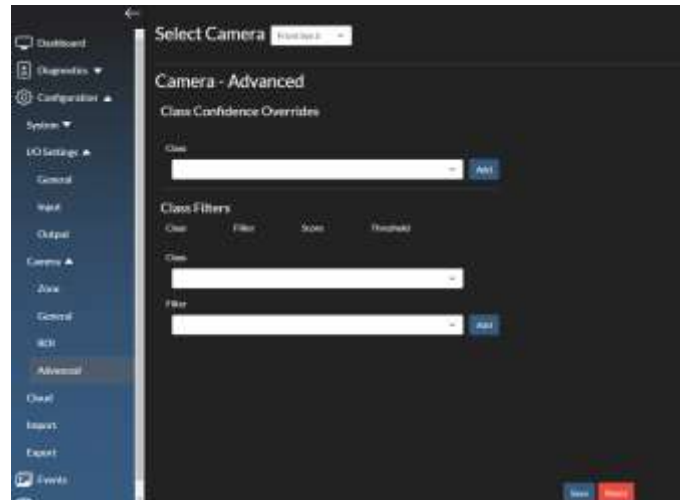 Select Camera
Dashboard
Diagnostics
Configuration
System
I/O Settings
General
Input
Output
Camera
Zone
General
ROI
Advanced
Cloud
Import
Export
Events
Camera - Advanced
Class Confidence Overrides
Class
Add
Class Filters
Class Filter Score Threshold
Class
Filter
Add
Save